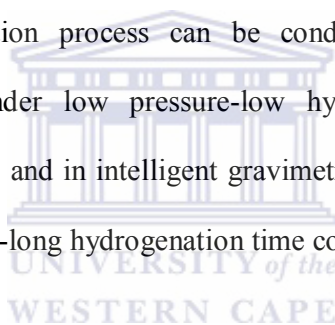 ion process can be cond
nder low pressure-low hy
and in intelligent gravimet
-long hydrogenation time co
UNIVERSITY of the
WESTERN CAPE